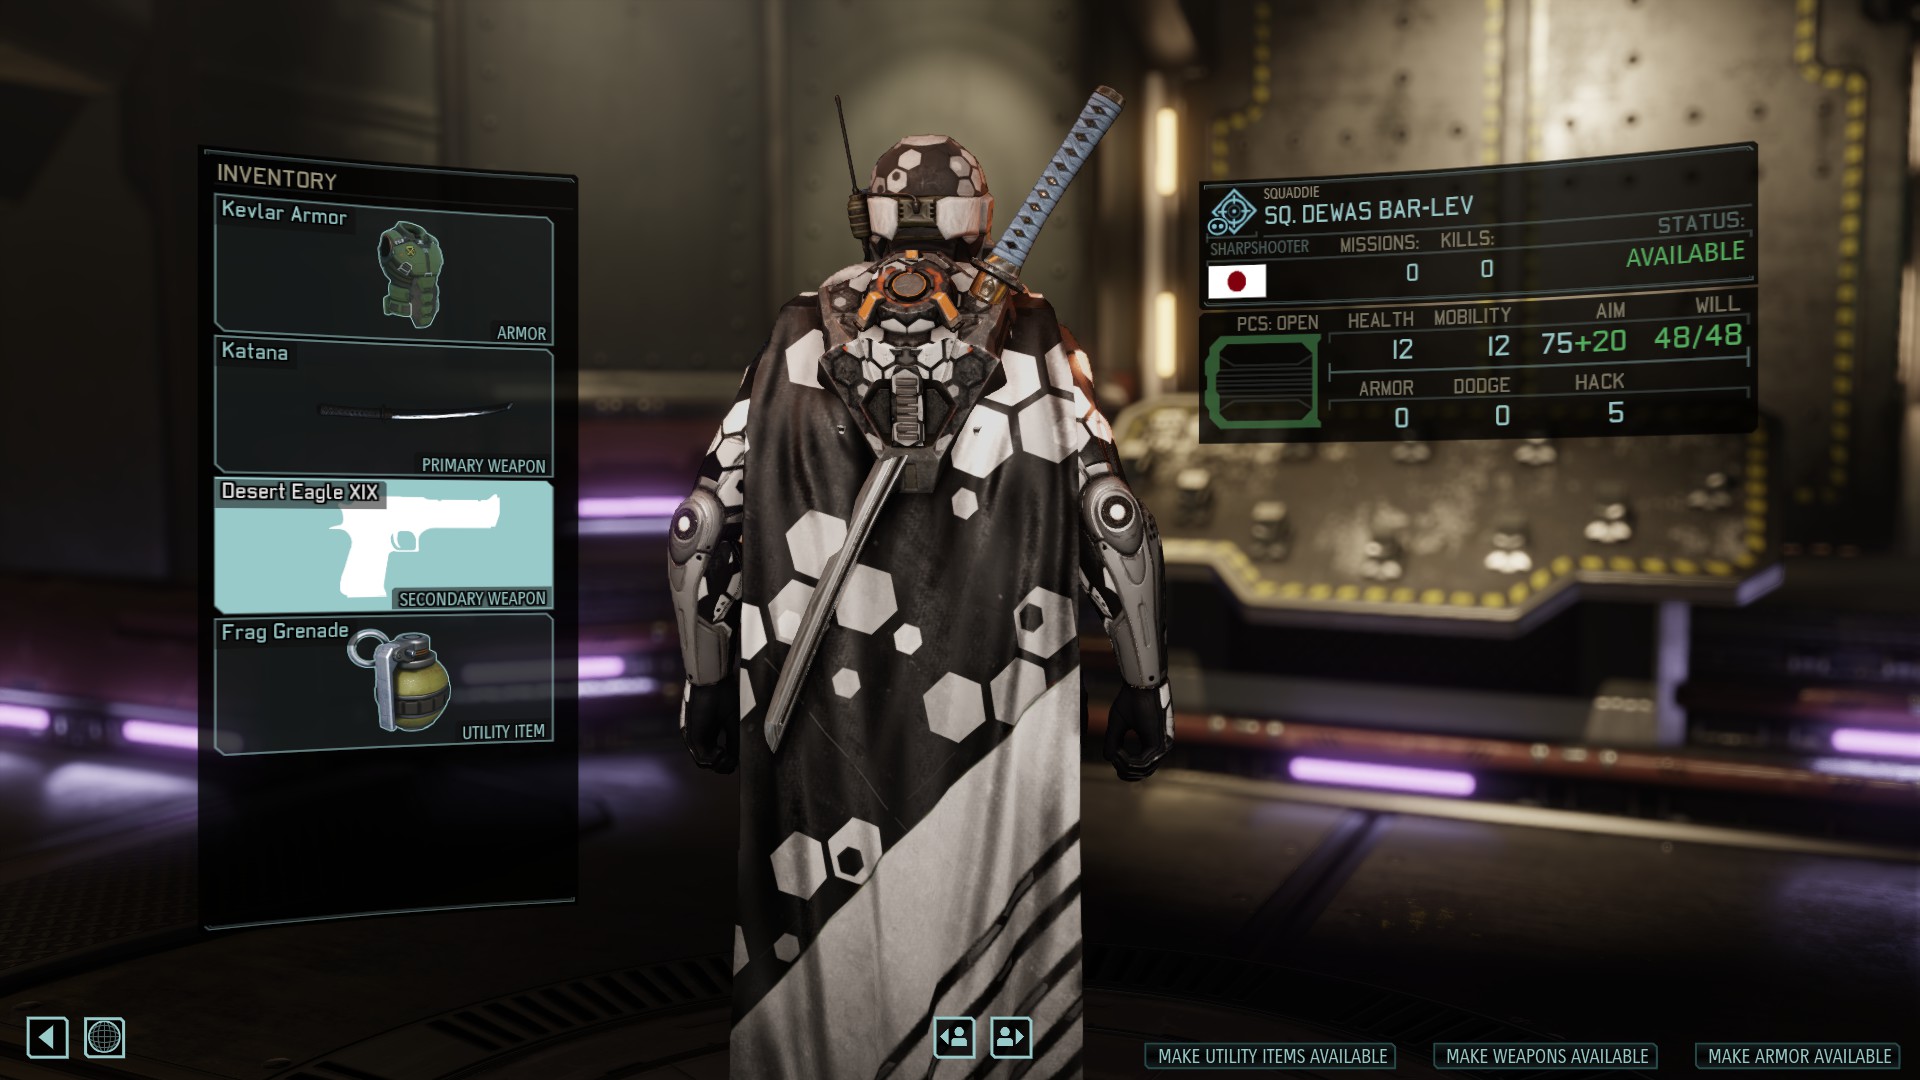 INVENTORY
Kevlar Armor
ARMOR
Katana
PRIMARY WEAPON
Desert Eagle XIX
SECONDARY WEAPON
Frag Grenade
UTILITY ITEM
SQUADDIE
SQ. DEWAS BAR-LEV
SHARPSHOOTER
MISSIONS: KILLS: STATUS:
0 0 AVAILABLE
PCS: OPEN HEALTH MOBILITY AIM WILL
12 12 75+20 48/48
ARMOR DODGE HACK
0 0 5
MAKE UTILITY ITEMS AVAILABLE MAKE WEAPONS AVAILABLE MAKE ARMOR AVAILABLE